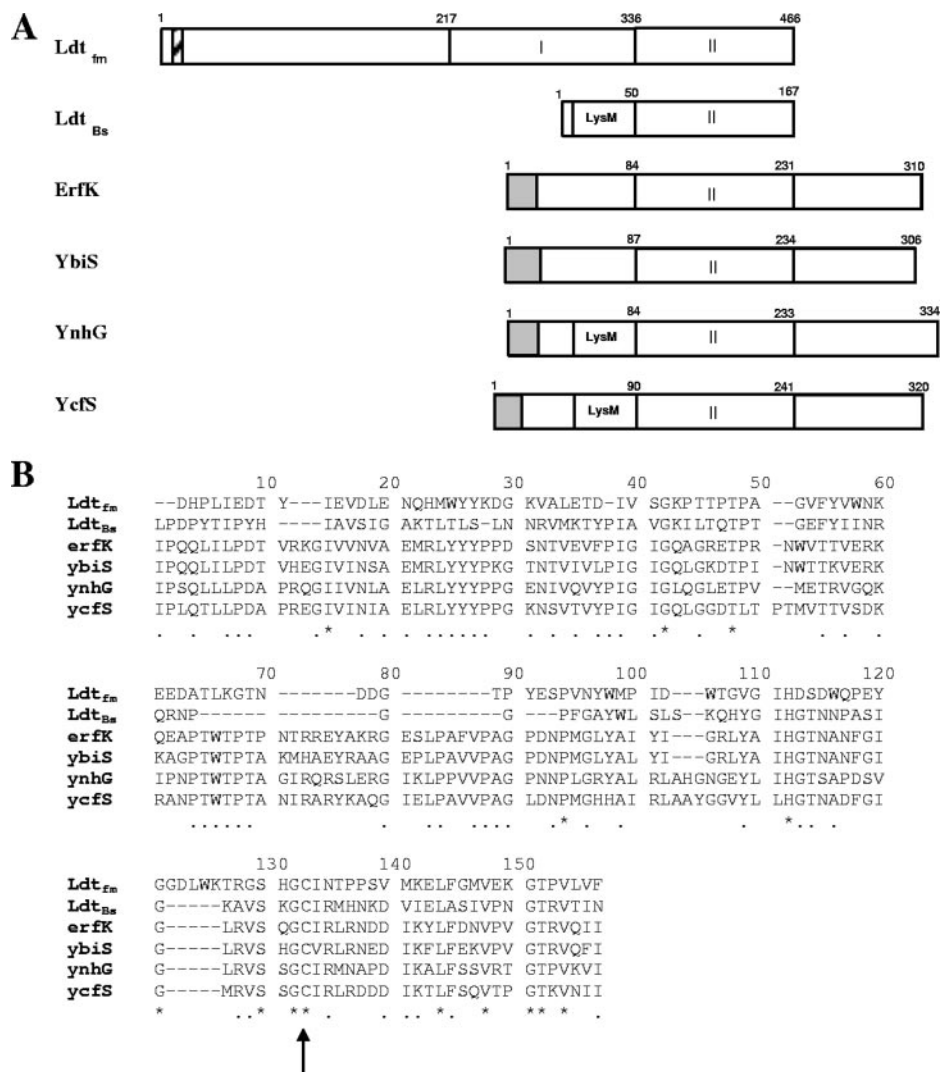 A
1 217 336 466
Ldt fm I II
1 50 167
Ldt Bs LysM II
1 84 231 310
ErfK II
1 87 234 306
YbiS II
1 84 233 334
YnhG LysM II
1 90 241 320
YcfS LysM II
B
10 20 30 40 50 60
Ldtfm --DHPLIEDT Y---IEVDLE NQHMWYYKDG KVALETD-IV SGKPTTPTPA --GVFYVWNK
LdtBs LPDPYTIPYH ----IAVSIG AKTLTLS-LN NRVMKTYPIA VGKILTQTPT --GEFYIINR
erfK IPQQLILPDT VRKGIVVNVA EMRLYYYPPD SNTVEVFPIG IGQAGRETPR -NWVTTVERK
ybiS IPQQLILPDT VHEGIVINSA EMRLYYYPKG TNTVIVLPIG IGQLGKDTPI -NWTTKVERK
ynhG IPSQLLLPDA PRQGIIVNLA ELRLYYYPPG ENIVQVYPIG IGLQGLETPV --METRVGQK
ycfS IPLQTLLPDA PREGIVINIA ELRLYYYPPG KNSVTVYPIG IGQLGGDTLT PTMVTTVSDK
. . ... * . . .... . .. . * . * . . .
70 80 90 100 110 120
Ldtfm EEDATLKGTN --------DDG ---------TP YESPVNYWMP ID---WTGVG IHDSDWQPEY
LdtBs QRNP------ ---------G- ---------G- --PFGAYWL SLS--KQHYG IHGTNNPASI
erfK QEAPTWTPTP NTRREYAKRG ESLPAFVPAG PDNPMGLYAI YI---GRLYA IHGTNANFGI
ybiS KAGPTWTPTA KMHAEYRAAG EPLPAVVPAG PDNPMGLYAL YI---GRLYA IHGTNANFGI
ynhG IPNPTWTPTA GIRQRSLERG IKLPPVVPAG PNNPLGRYAL RLAHGNGEYL IHGTSAPDSV
ycfS RANPTWTPTA NIRARYKAQG IELPAVVPAG LDNPMGHHAI RLAAYGGVYL LHGTNADFGI
...... . .. .. * . . . * .. .
130 140 150
Ldtfm GGDLWKTRGS HGCINTPPSV MKELFGMVEK GTPVLVF
LdtBs G-----KAVS KGCIRMHNKD VIELASIVPN GTRVTIN
erfK G-----LRVS QGCIRLRNDD IKYLFDNVPV GTRVQII
ybiS G-----LRVS HGCVRLRNED IKFLFEKVPV GTRVQFI
ynhG G-----LRVS SGCIRMNAPD IKALFSSVRT GTPVKVI
ycfS G-----MRVS SGCIRLRDDD IKTLFSQVTP GTKVNII
* . .* ** . . . .*. * ** * .